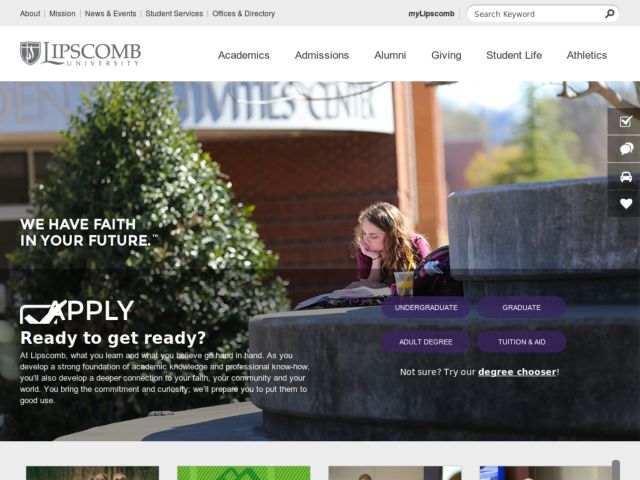 About | Mission | News & Events | Student Services | Offices & Directory
myLipscomb
Search Keyword
LIPSCOMB
UNIVERSITY
Academics
Admissions
Alumni
Giving
Student Life
Athletics
CENTER
WE HAVE FAITH
IN YOUR FUTURE.™
APPLY
Ready to get ready?
At Lipscomb, what you learn and what you believe go hand in hand. As you
develop a strong foundation of academic knowledge and professional know-how,
you'll also develop a deeper connection to your faith, your community and your
world. You bring the commitment and curiosity; we'll prepare you to put them to
good use.
UNDERGRADUATE
GRADUATE
ADULT DEGREE
TUITION & AID
Not sure? Try our degree chooser!